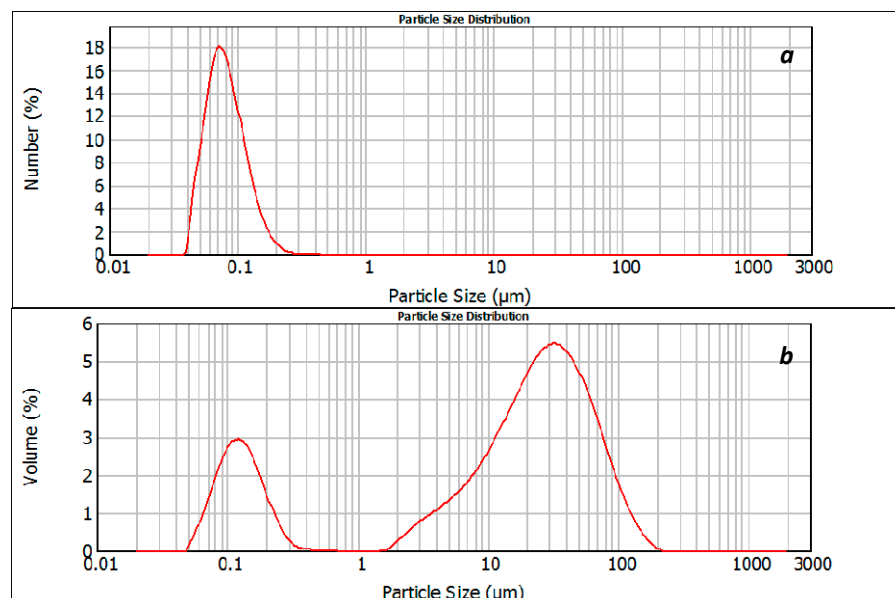 Particle Size Distribution
a
Number (%)
18
16
14
12
10
8
6
4
2
0
0.01 0.1 1 10 100 1000 3000
Particle Size (µm)
Particle Size Distribution
b
Volume (%)
6
5
4
3
2
1
0
0.01 0.1 1 10 100 1000 3000
Particle Size (µm)